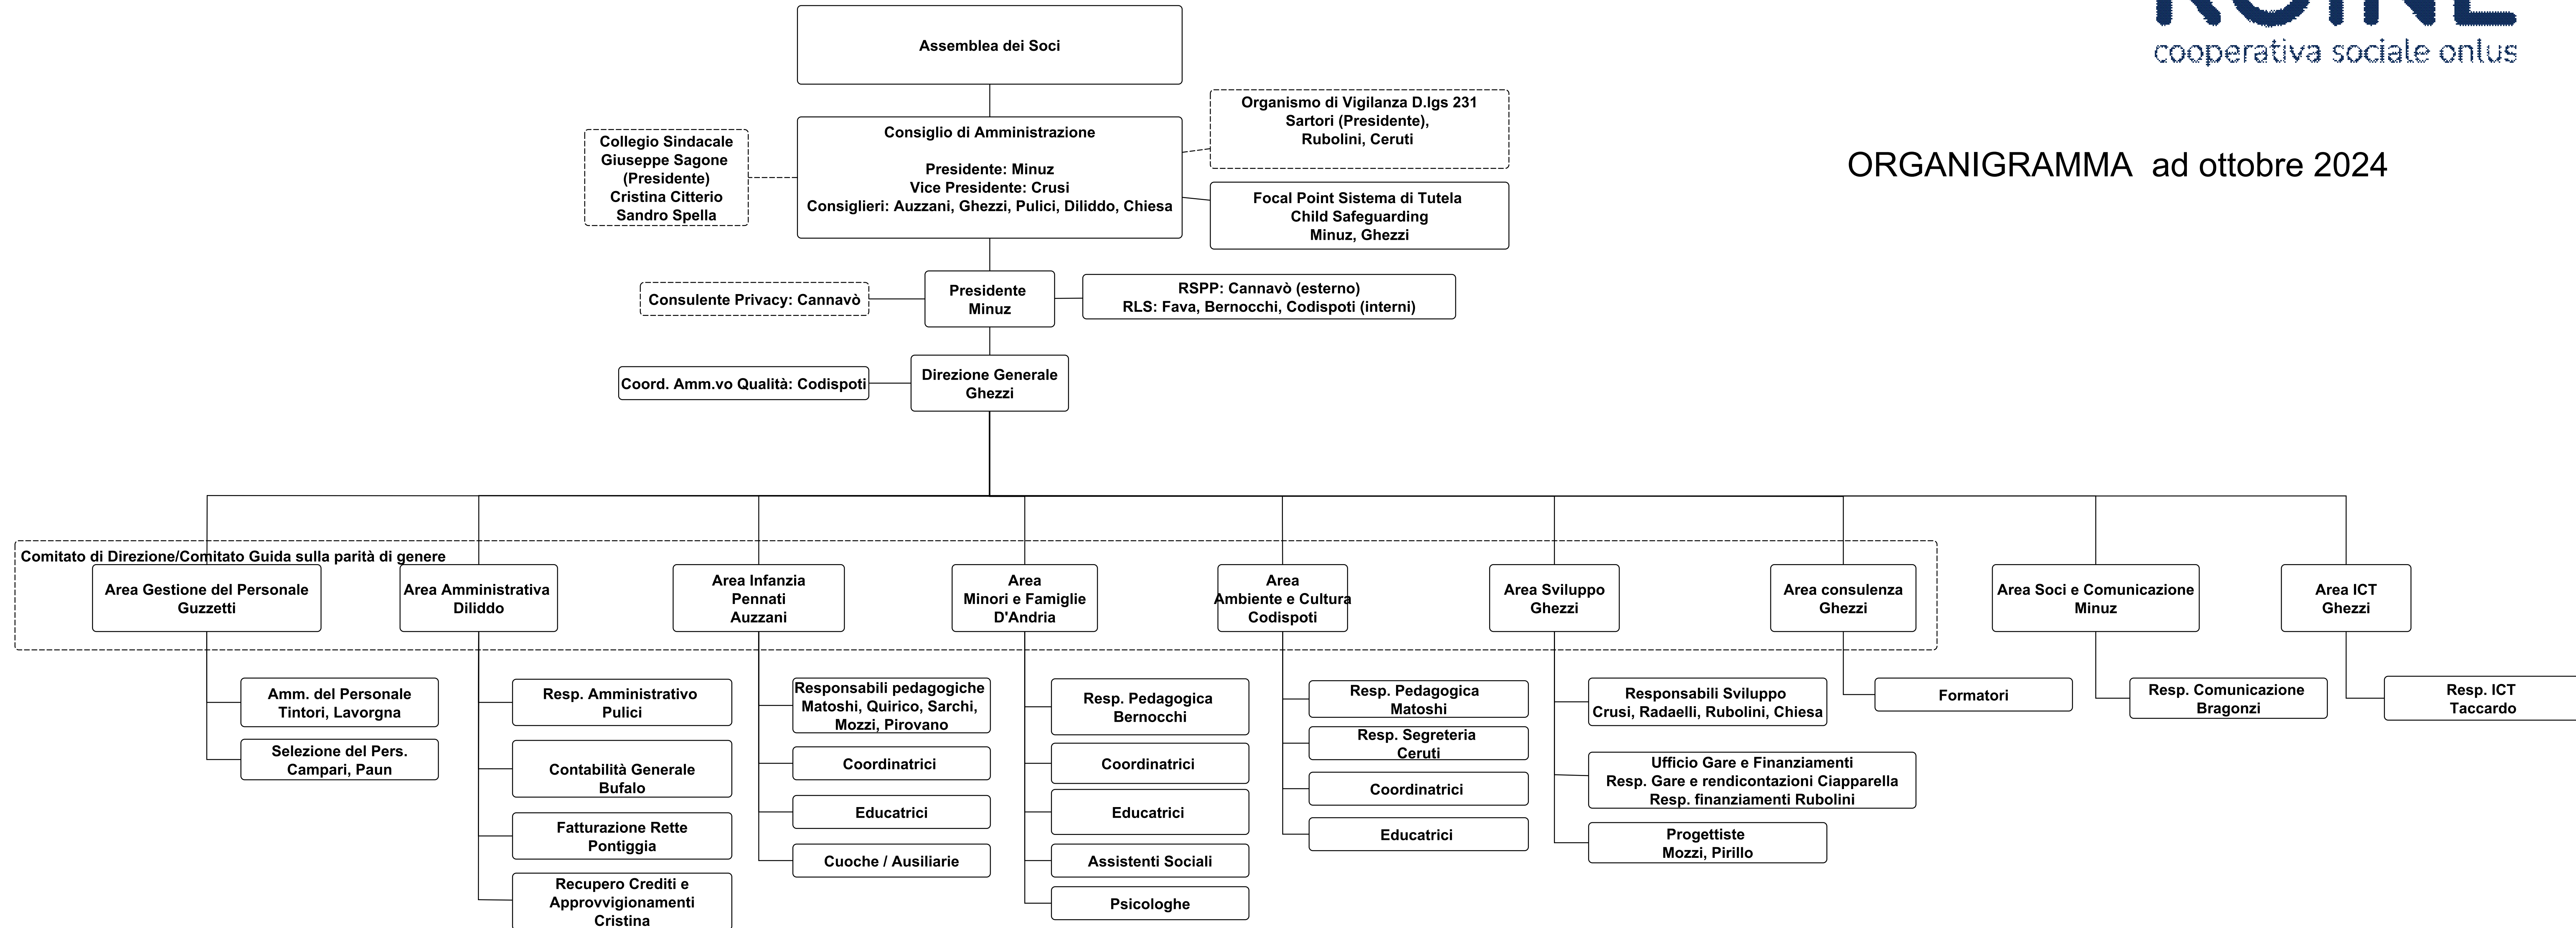 cooperativa sociale onlus
ORGANIGRAMMA ad ottobre 2024
Assemblea dei Soci
Consiglio di Amministrazione
Presidente: Minuz
Vice Presidente: Crusi
Consiglieri: Auzzani, Ghezzi, Pulici, Diliddo, Chiesa
Collegio Sindacale
Giuseppe Sagone
(Presidente)
Cristina Citterio
Sandro Spella
Organismo di Vigilanza D.lgs 231
Sartori (Presidente),
Rubolini, Ceruti
Focal Point Sistema di Tutela
Child Safeguarding
Minuz, Ghezzi
Consulente Privacy: Cannavò
Presidente
Minuz
RSPP: Cannavò (esterno)
RLS: Fava, Bernocchi, Codispoti (interni)
Coord. Amm.vo Qualità: Codispoti
Direzione Generale
Ghezzi
Comitato di Direzione/Comitato Guida sulla parità di genere
Area Gestione del Personale
Guzzetti
Amm. del Personale
Tintori, Lavorgna
Selezione del Pers.
Campari, Paun
Area Amministrativa
Diliddo
Resp. Amministrativo
Pulici
Contabilità Generale
Bufalo
Fatturazione Rette
Pontiggia
Recupero Crediti e
Approvvigionamenti
Cristina
Area Infanzia
Pennati
Auzzani
Responsabili pedagogiche
Matoshi, Quirico, Sarchi,
Mozzi, Pirovano
Coordinatrici
Educatrici
Cuoche / Ausiliarie
Area
Minori e Famiglie
D'Andria
Resp. Pedagogica
Bernocchi
Coordinatrici
Educatrici
Assistenti Sociali
Psicologhe
Area
Ambiente e Cultura
Codispoti
Resp. Pedagogica
Matoshi
Resp. Segreteria
Ceruti
Coordinatrici
Educatrici
Area Sviluppo
Ghezzi
Responsabili Sviluppo
Crusi, Radaelli, Rubolini, Chiesa
Ufficio Gare e Finanziamenti
Resp. Gare e rendicontazioni Ciapparella
Resp. finanziamenti Rubolini
Progettiste
Mozzi, Pirillo
Area consulenza
Ghezzi
Formatori
Area Soci e Comunicazione
Minuz
Resp. Comunicazione
Bragonzi
Area ICT
Ghezzi
Resp. ICT
Taccardo